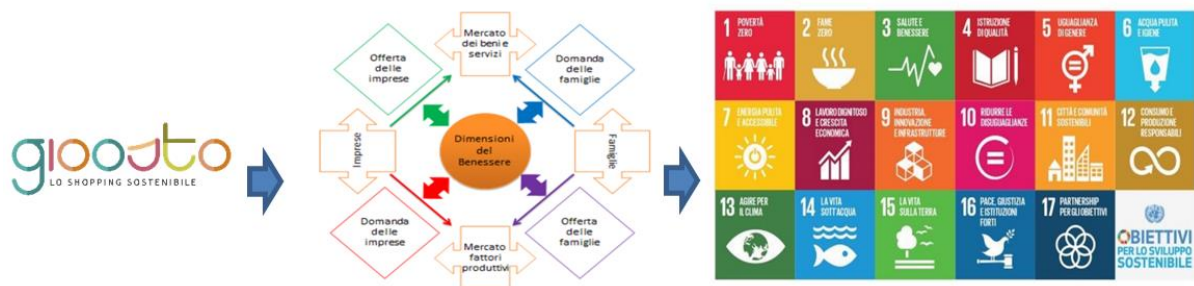 gioosto
LO SHOPPING SOSTENIBILE
Mercato
dei beni e
servizi
Offerta
delle
imprese
Domanda
delle
famiglie
Imprese
Dimensioni
del
Benessere
Famiglie
Domanda
delle
imprese
Offerta
delle
famiglie
Mercato
fattori
produttivi
1 POVERTÀ
ZERO
2 FAME
ZERO
3 SALUTE E
BENESSERE
4 ISTRUZIONE
DI QUALITÀ
5 UGUAGLIANZA
DI GENERE
6 ACQUA PULITA
E IGIENE
7 ENERGIA PULITA
E ACCESSIBILE
8 LAVORO DIGNITOSO
E CRESCITA
ECONOMICA
9 INDUSTRIA,
INNOVAZIONE
E INFRASTRUTTURE
10 RIDURRE LE
DISUGUAGLIANZE
11 CITTÀ E COMUNITÀ
SOSTENIBILI
12 CONSUMO E
PRODUZIONE
RESPONSABILI
13 AGIRE PER
IL CLIMA
14 LA VITA
SOTT'ACQUA
15 LA VITA
SULLA TERRA
16 PACE, GIUSTIZIA
E ISTITUZIONI
FORTI
17 PARTNERSHIP
PER GLI OBIETTIVI
OBIETTIVI
PER LO SVILUPPO
SOSTENIBILE